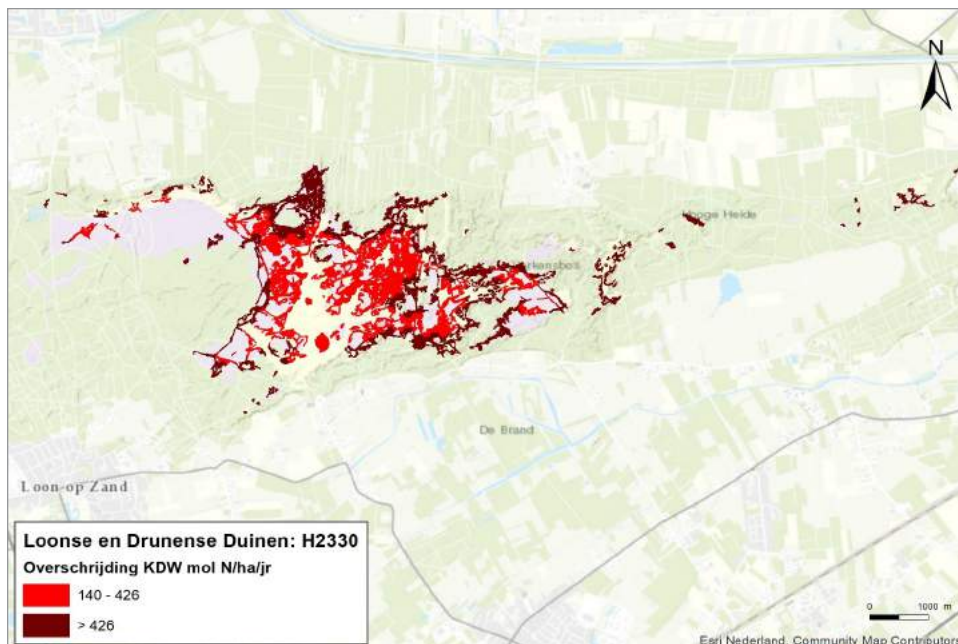 N
Hooge Heide
De Brand
Loon-op Zand
Loonse en Drunense Duinen: H2330
Overschrijding KDW mol N/ha/jr
140 - 426
> 426
0 1000 m
Esri Nederland, Community Map Contributors